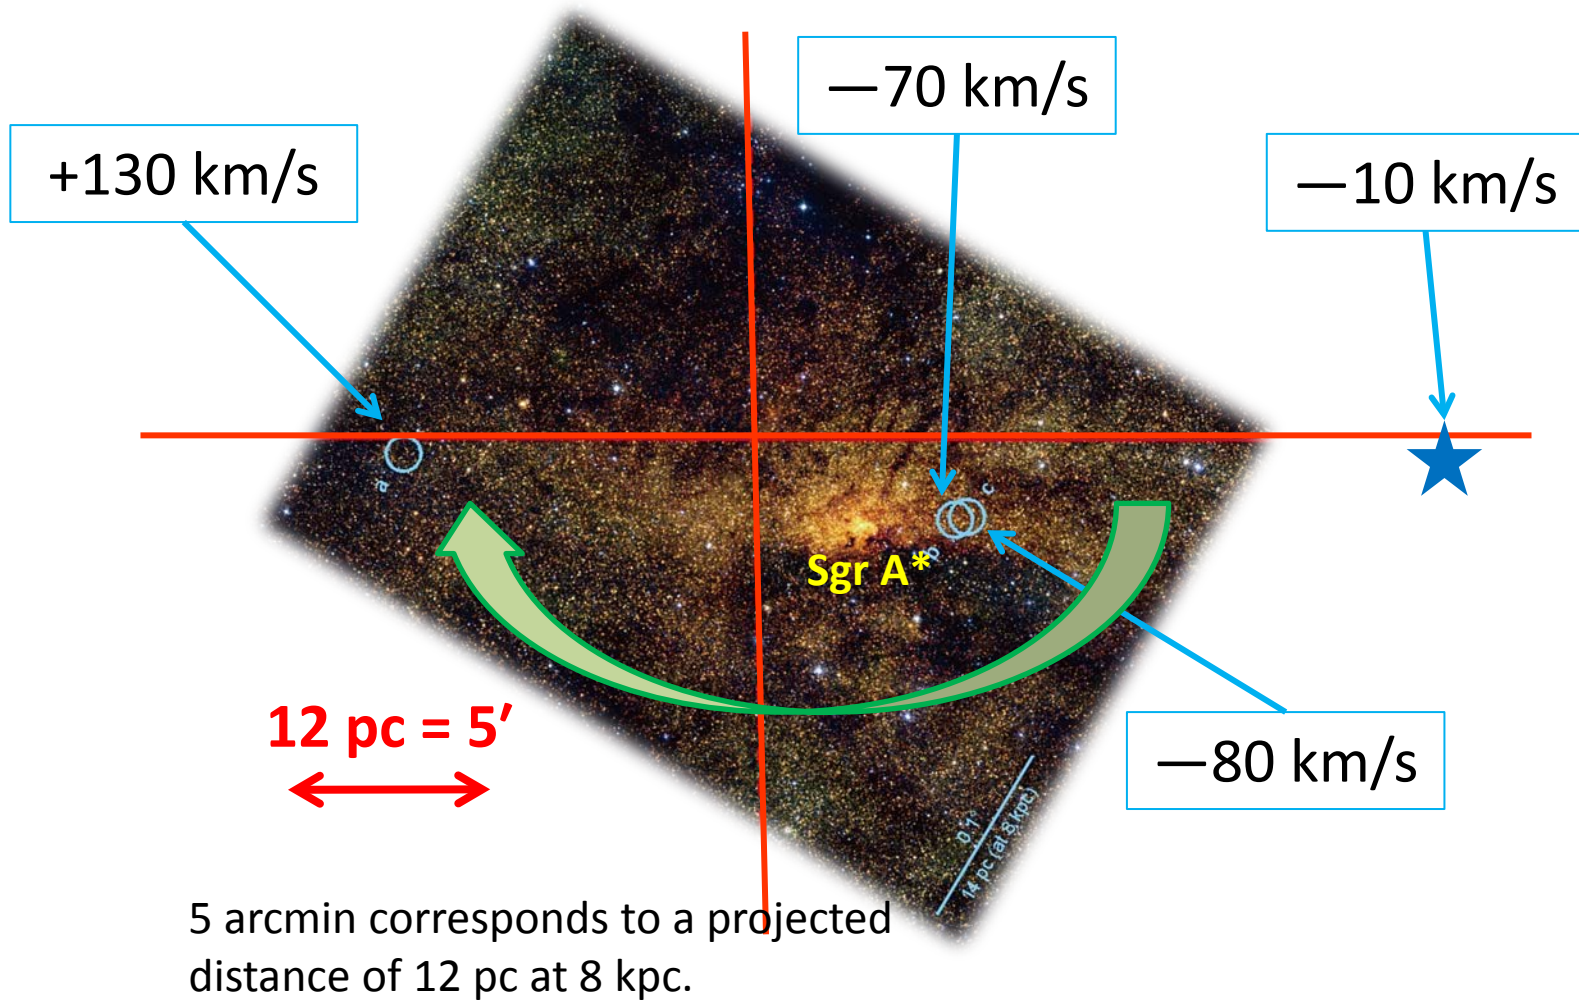 —70 km/s
+130 km/s
—10 km/s
a
c
b
Sgr A*
12 pc = 5′
—80 km/s
0.1°
14 pc (at 8 kpc)
5 arcmin corresponds to a projected
distance of 12 pc at 8 kpc.